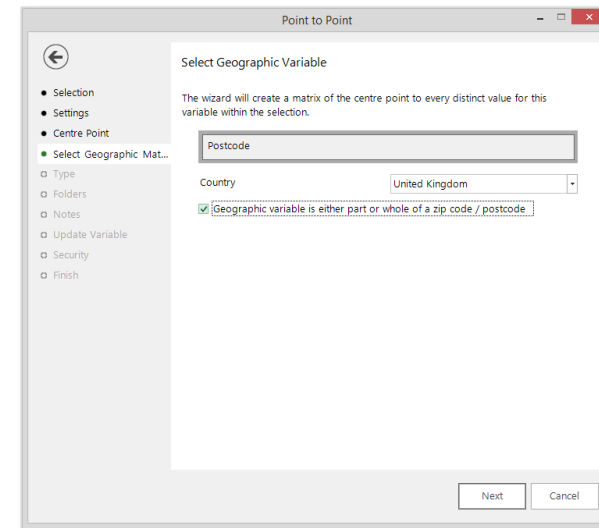 Point to Point
Select Geographic Variable
Selection
Settings
Centre Point
Select Geographic Mat...
Type
Folders
Notes
Update Variable
Security
Finish
The wizard will create a matrix of the centre point to every distinct value for this
variable within the selection.
Postcode
Country
United Kingdom
Geographic variable is either part or whole of a zip code / postcode
Next
Cancel